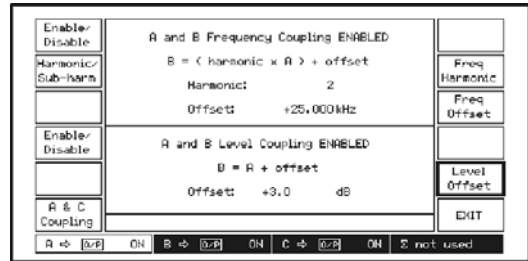 Enable/
Disable
A and B Frequency Coupling ENABLED
Harmonic/
Sub-harm
B = ( harmonic x A ) + offset
Freq
Harmonic
Harmonic: 2
Offset: +25.000kHz
Freq
Offset
Enable/
Disable
A and B Level Coupling ENABLED
B = A + offset
Level
Offset
Offset: +3.0 dB
A & C
Coupling
EXIT
A ⇨ O/P ON B ⇨ O/P ON C ⇨ O/P ON Σ not used